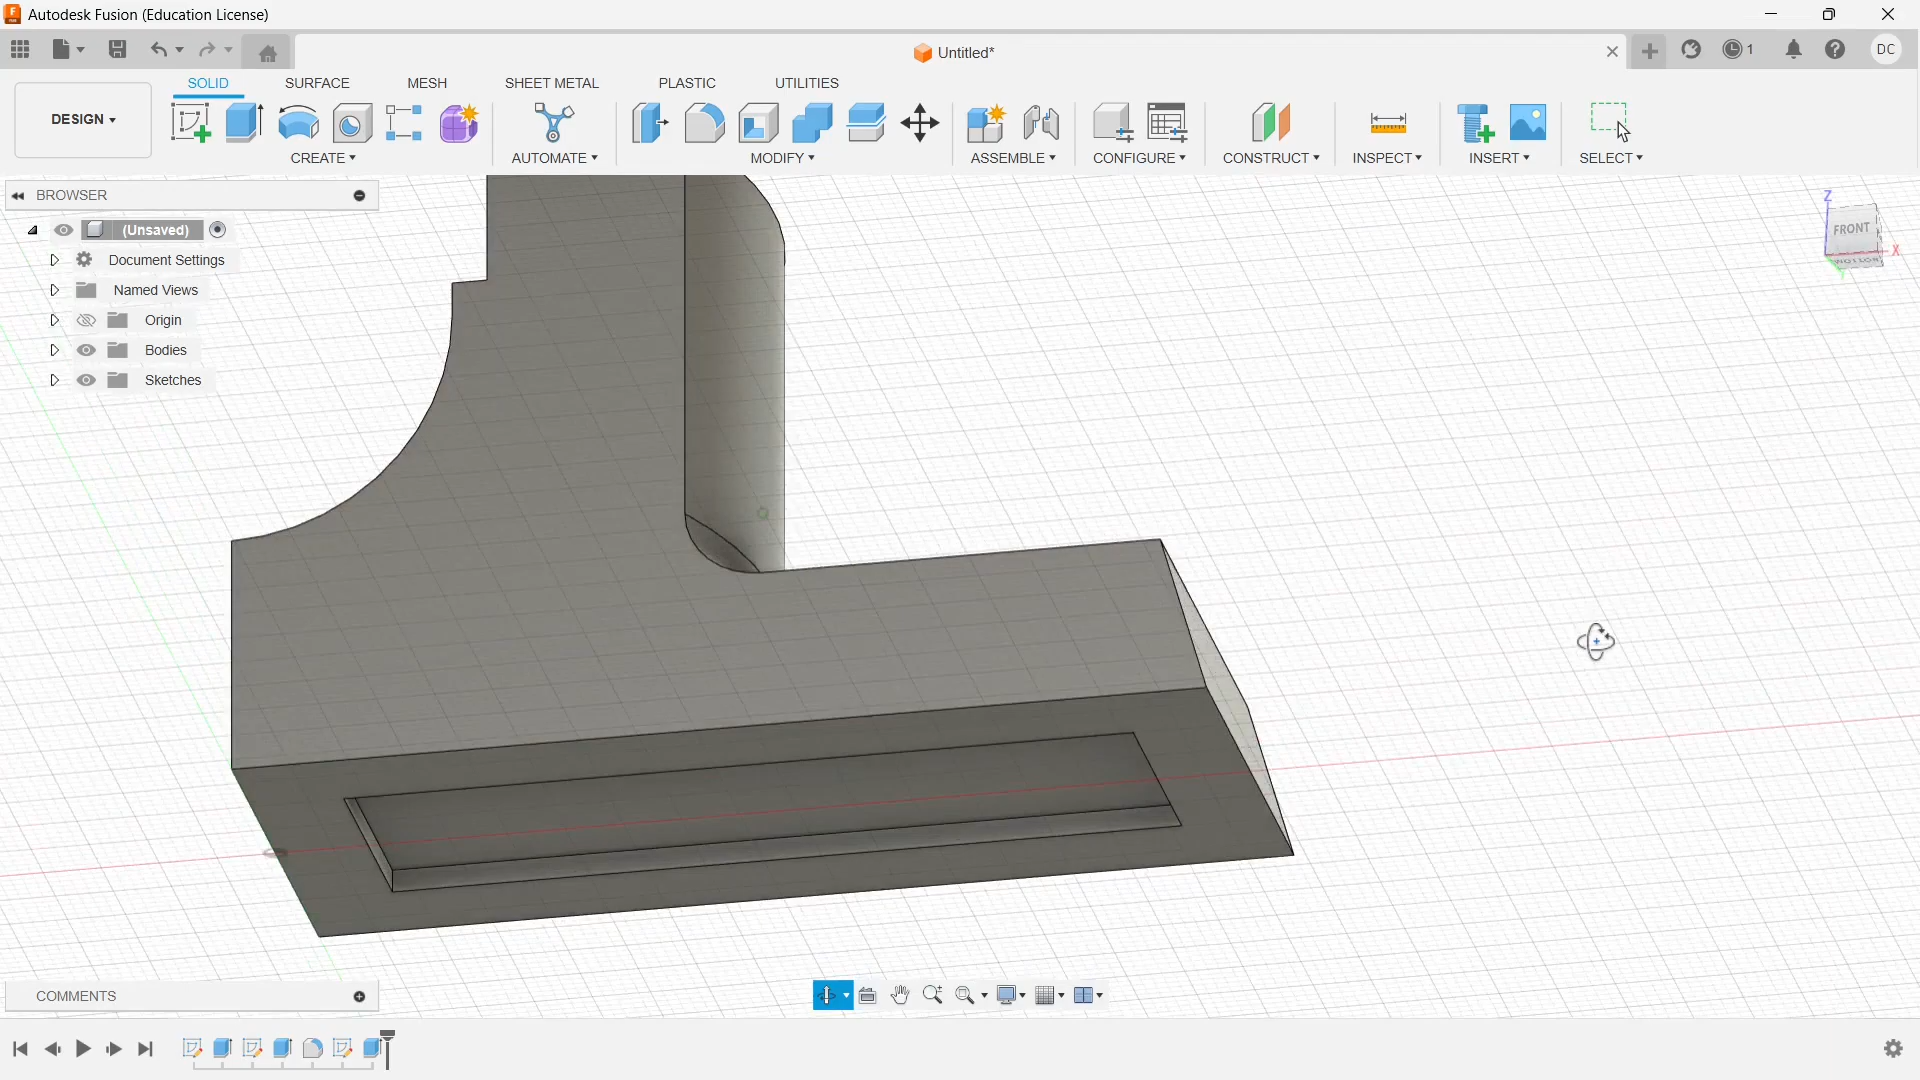 Autodesk Fusion (Education License)
Untitled*
1
DC
DESIGN
SOLID
SURFACE
MESH
SHEET METAL
PLASTIC
UTILITIES
CREATE
AUTOMATE
MODIFY
ASSEMBLE
CONFIGURE
CONSTRUCT
INSPECT
INSERT
SELECT
BROWSER
(Unsaved)
Document Settings
Named Views
Origin
Bodies
Sketches
Z
FRONT
X
BOTTOM
Y
COMMENTS